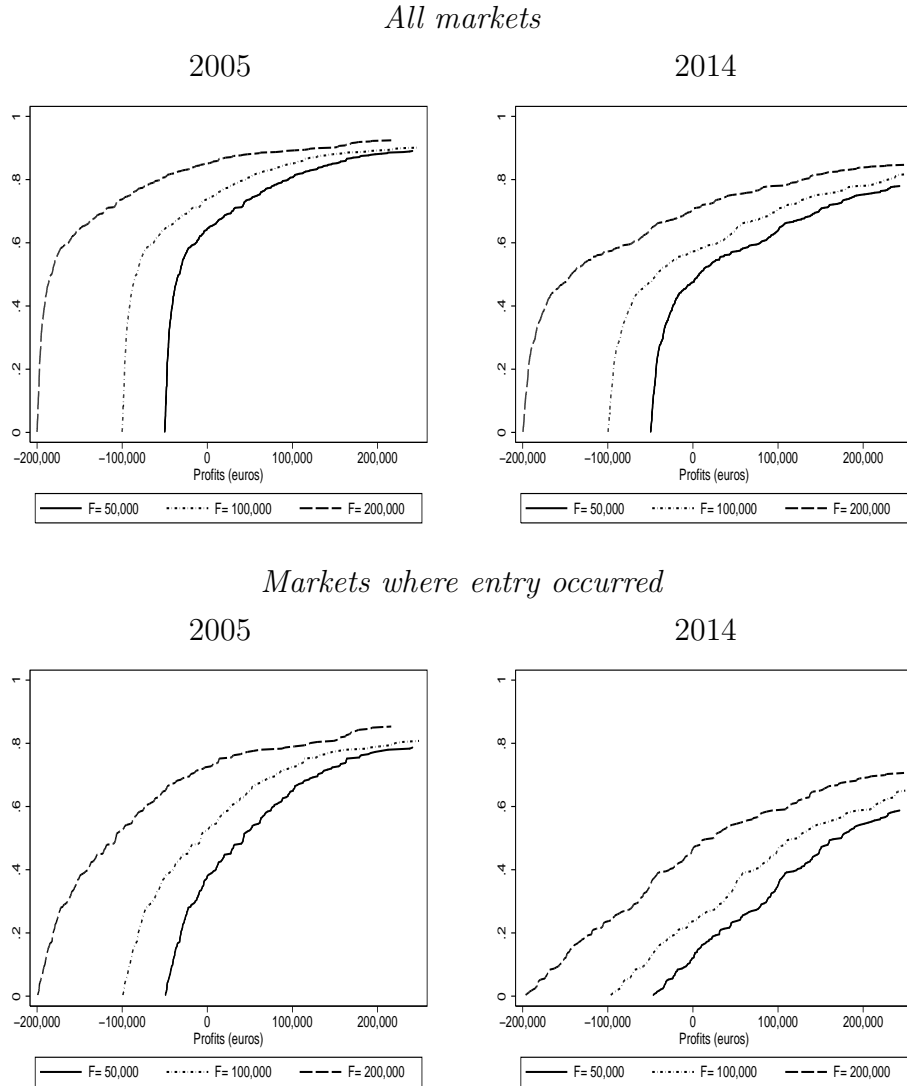 All markets
2005 2014
1 1
.8 .8
.6 .6
.4 .4
.2 .2
0 0
−200,000 −100,000 0 100,000 200,000 −200,000 −100,000 0 100,000 200,000
Profits (euros) Profits (euros)
F= 50,000 F= 100,000 F= 200,000 F= 50,000 F= 100,000 F= 200,000
Markets where entry occurred
2005 2014
1 1
.8 .8
.6 .6
.4 .4
.2 .2
0 0
−200,000 −100,000 0 100,000 200,000 −200,000 −100,000 0 100,000 200,000
Profits (euros) Profits (euros)
F= 50,000 F= 100,000 F= 200,000 F= 50,000 F= 100,000 F= 200,000